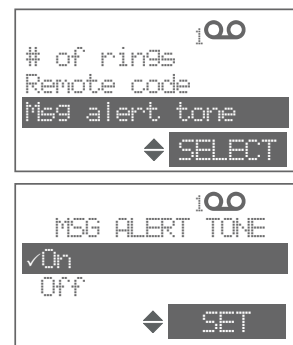 1
# of rings
Remote code
Msg alert tone
SELECT
1
MSG ALERT TONE
✓On
Off
SET